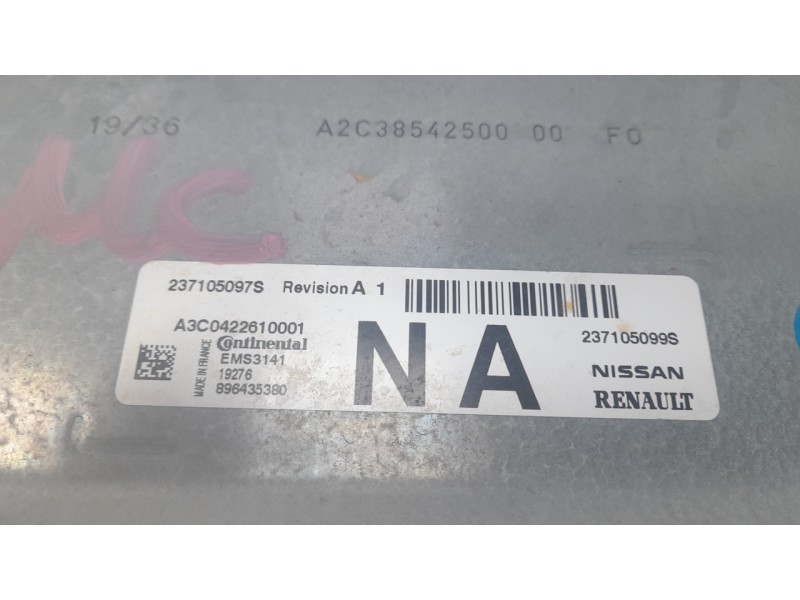 19/36 A2C38542500 00 F0
MC
237105097S Revision A 1
A3C0422610001
MADE IN FRANCE
Continental
EMS3141
19276
896435380
NA
237105099S
NISSAN
RENAULT